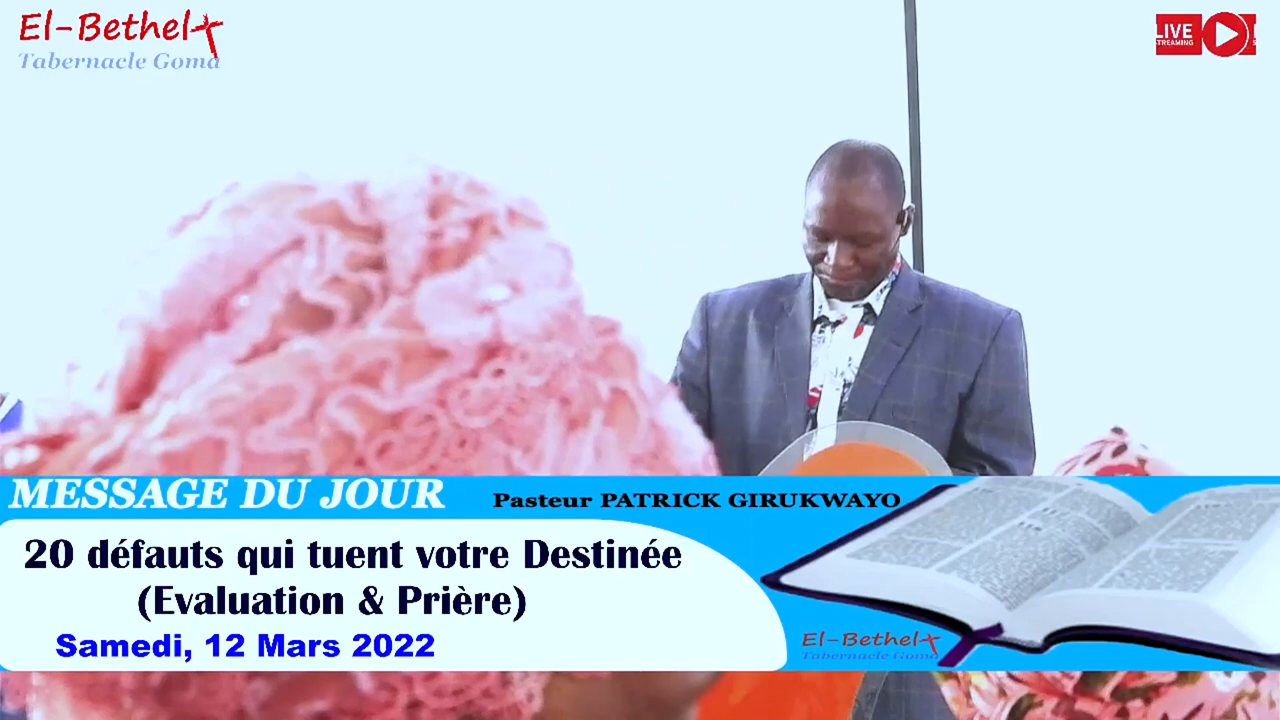 El-Bethel
Tabernacle Goma
LIVE
STREAMING
MESSAGE DU JOUR
Pasteur PATRICK GIRUKWAYO
20 défauts qui tuent votre Destinée
(Evaluation & Prière)
Samedi, 12 Mars 2022
El-Bethel
Tabernacle Goma